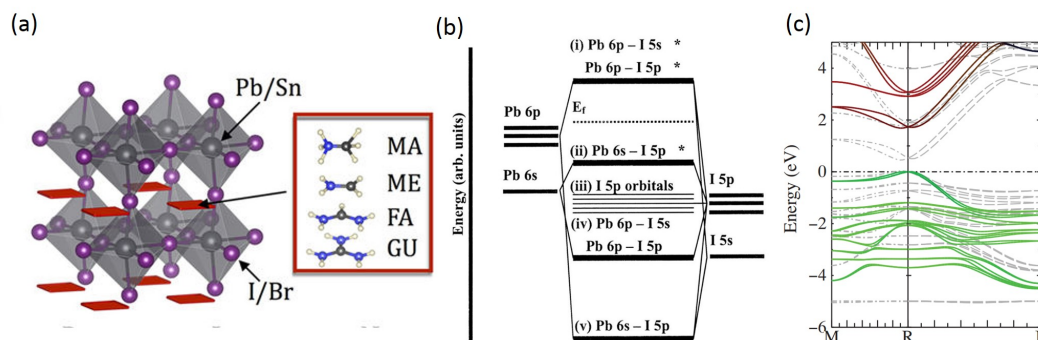 (a)
Pb/Sn
MA
ME
FA
GU
I/Br
(b)
Energy (arb. units)
(i) Pb 6p – I 5s *
Pb 6p – I 5p *
Pb 6p
E_f
(ii) Pb 6s – I 5p *
Pb 6s
(iii) I 5p orbitals
I 5p
(iv) Pb 6p – I 5s
Pb 6p – I 5p
I 5s
(v) Pb 6s – I 5p
(c)
Energy (eV)
4
2
0
−2
−4
−6
M
R